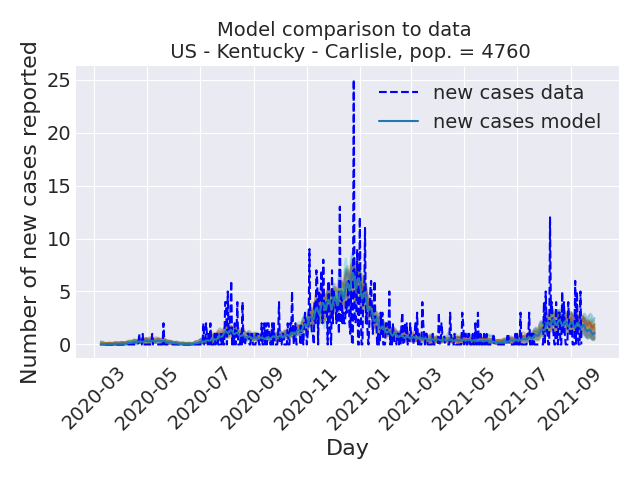 Model comparison to data
US - Kentucky - Carlisle, pop. = 4760
Number of new cases reported
25
20
15
10
5
0
new cases data
new cases model
2020-03
2020-05
2020-07
2020-09
2020-11
2021-01
2021-03
2021-05
2021-07
2021-09
Day